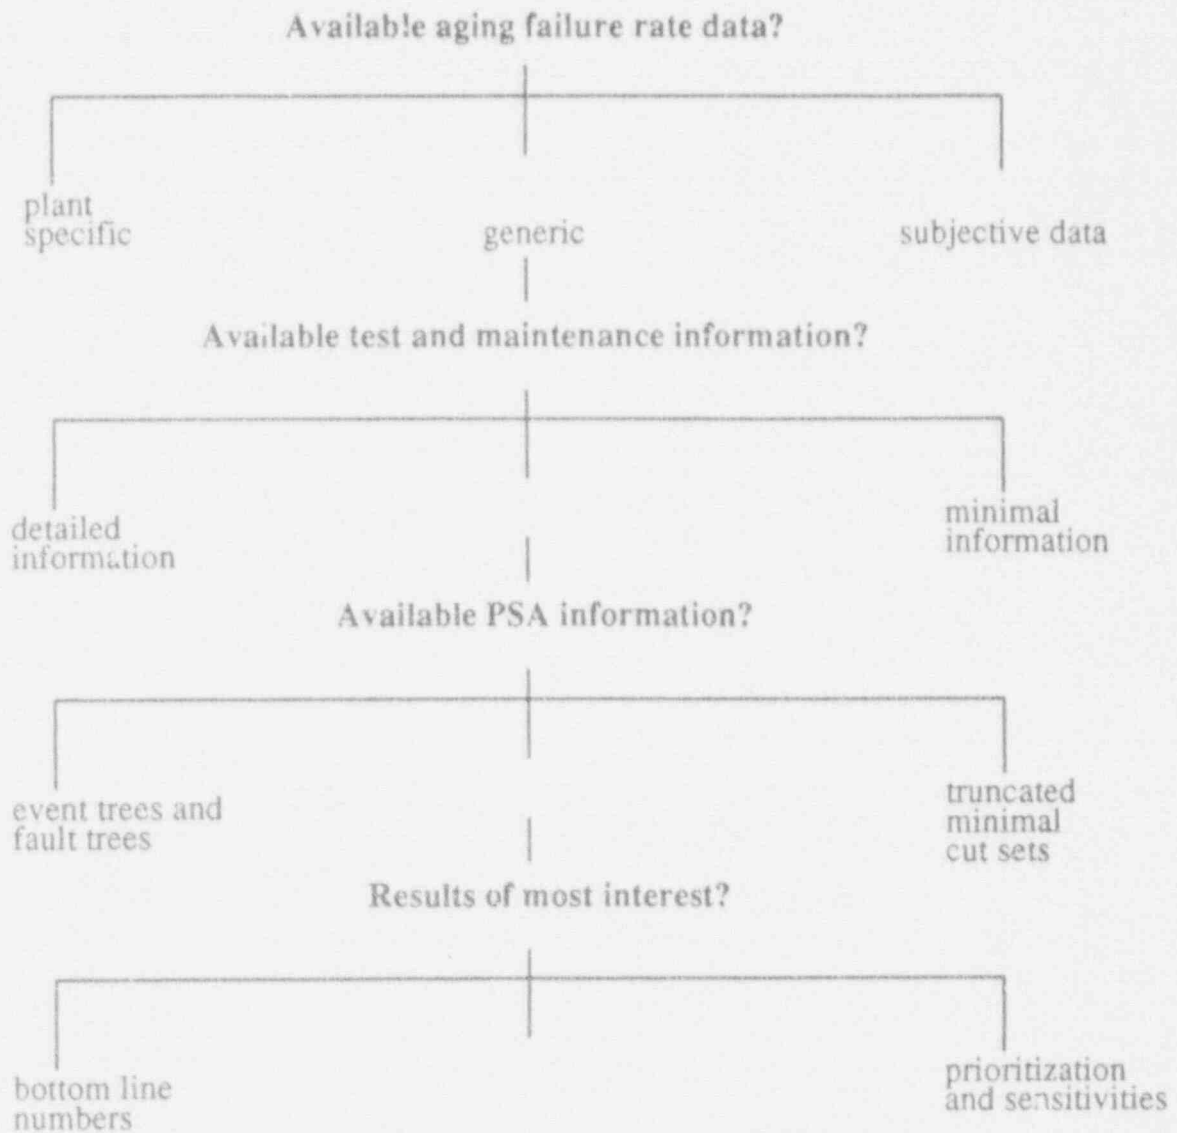 Available aging failure rate data?
plant
specific
generic
subjective data
Available test and maintenance information?
detailed
information
minimal
information
Available PSA information?
event trees and
fault trees
truncated
minimal
cut sets
Results of most interest?
bottom line
numbers
prioritization
and sensitivities